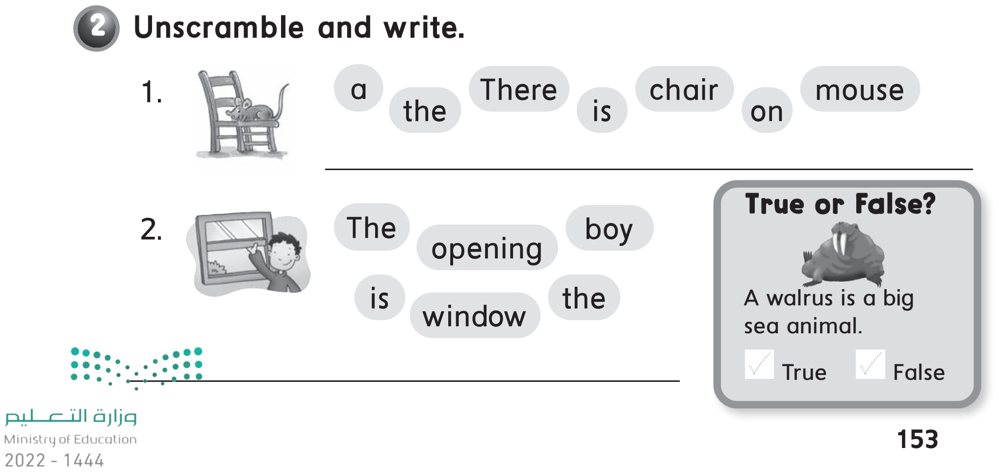 2 Unscramble and write.
1. a the There is chair on mouse
2. The opening boy
is window the
True or False?
A walrus is a big
sea animal.
True False
وزارة التعليم
Ministry of Education
2022 - 1444
153